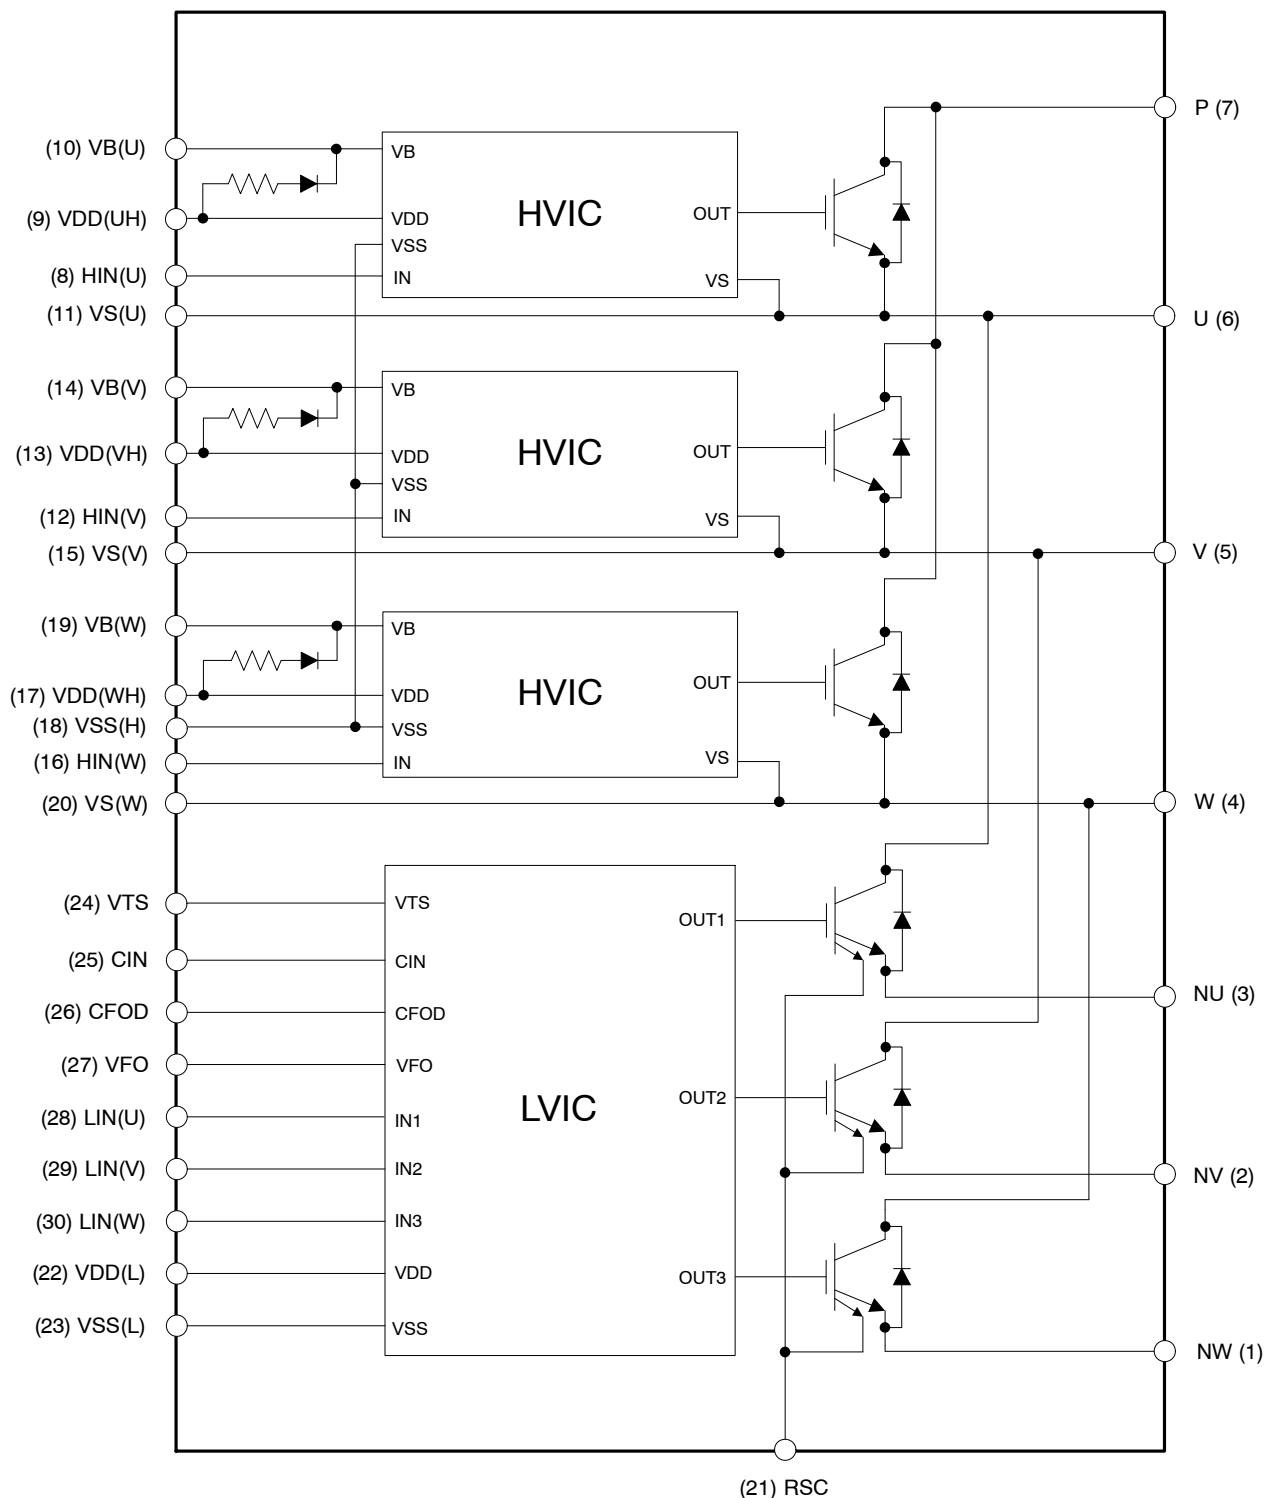 P (7)
(10) VB(U)
VB
(9) VDD(UH)
VDD
HVIC
OUT
VSS
(8) HIN(U)
IN
VS
(11) VS(U)
U (6)
(14) VB(V)
VB
(13) VDD(VH)
VDD
HVIC
OUT
VSS
(12) HIN(V)
IN
VS
(15) VS(V)
V (5)
(19) VB(W)
VB
(17) VDD(WH)
VDD
HVIC
OUT
(18) VSS(H)
VSS
(16) HIN(W)
IN
VS
(20) VS(W)
W (4)
(24) VTS
VTS
OUT1
(25) CIN
CIN
NU (3)
(26) CFOD
CFOD
(27) VFO
VFO
LVIC
OUT2
(28) LIN(U)
IN1
(29) LIN(V)
IN2
NV (2)
(30) LIN(W)
IN3
(22) VDD(L)
VDD
OUT3
(23) VSS(L)
VSS
NW (1)
(21) RSC